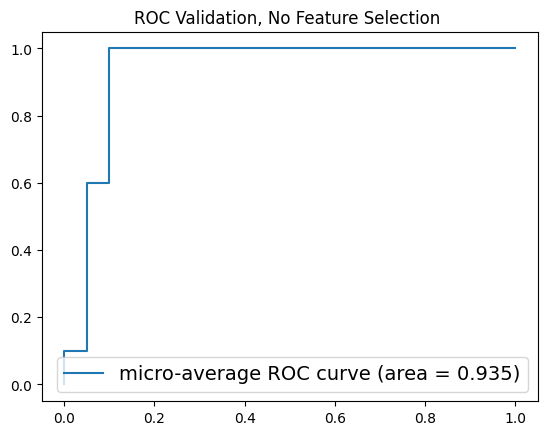 ROC Validation, No Feature Selection
1.0
0.8
0.6
0.4
0.2
0.0
micro-average ROC curve (area = 0.935)
0.0 0.2 0.4 0.6 0.8 1.0